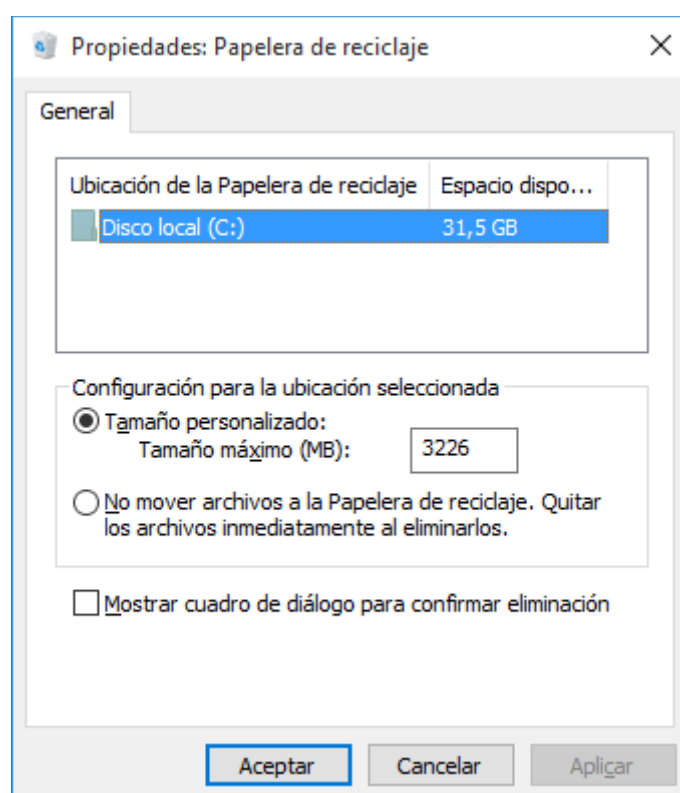 Propiedades: Papelera de reciclaje
General
Ubicación de la Papelera de reciclaje Espacio dispo...
Disco local (C:) 31,5 GB
Configuración para la ubicación seleccionada
Tamaño personalizado:
Tamaño máximo (MB): 3226
No mover archivos a la Papelera de reciclaje. Quitar
los archivos inmediatamente al eliminarlos.
Mostrar cuadro de diálogo para confirmar eliminación
Aceptar Cancelar Aplicar